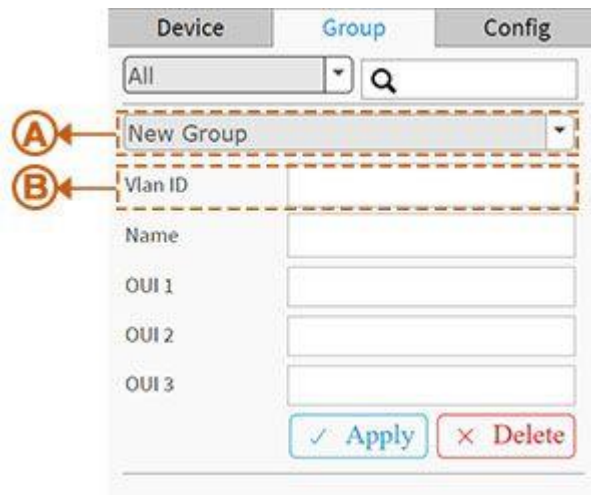 Device Group Config
All
A New Group
B Vlan ID
Name
OUI 1
OUI 2
OUI 3
Apply Delete